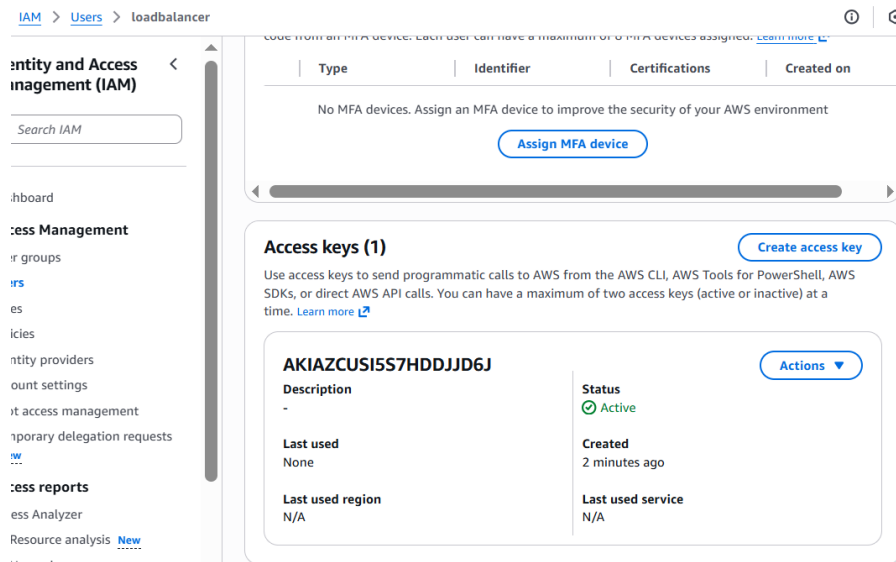 IAM > Users > loadbalancer
code from an MFA device. Each user can have a maximum of 8 MFA devices assigned. Learn more
Type Identifier Certifications Created on
No MFA devices. Assign an MFA device to improve the security of your AWS environment
Assign MFA device
entity and Access
anagement (IAM)
Search IAM
shboard
cess Management
er groups
ers
es
icies
ntity providers
ount settings
ot access management
mporary delegation requests
ew
cess reports
ess Analyzer
Resource analysis New
Access keys (1)
Create access key
Use access keys to send programmatic calls to AWS from the AWS CLI, AWS Tools for PowerShell, AWS
SDKs, or direct AWS API calls. You can have a maximum of two access keys (active or inactive) at a
time. Learn more
AKIAZCUSI5S7HDDJJD6J
Actions
Description
-
Status
Active
Last used
None
Created
2 minutes ago
Last used region
N/A
Last used service
N/A